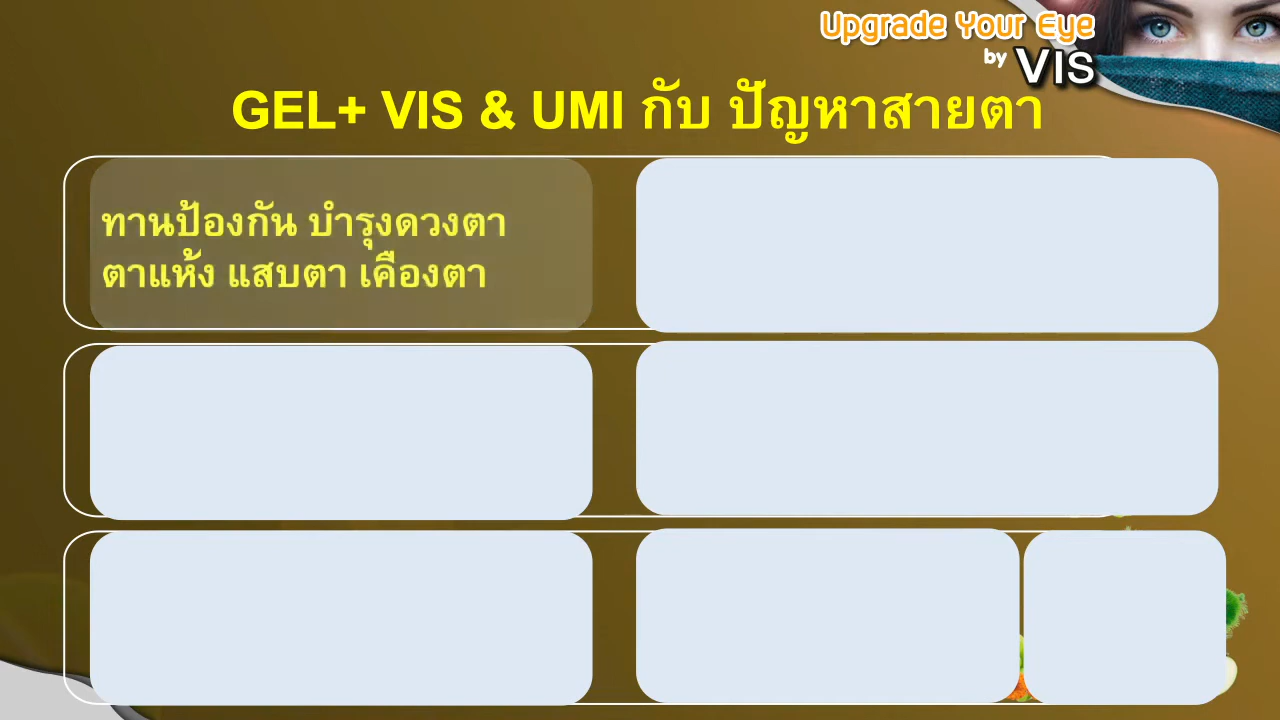 Upgrade Your Eye
by VIS
GEL+ VIS & UMI กับ ปัญหาสายตา
ทานป้องกัน บำรุงดวงตา
ตาแห้ง แสบตา เคืองตา